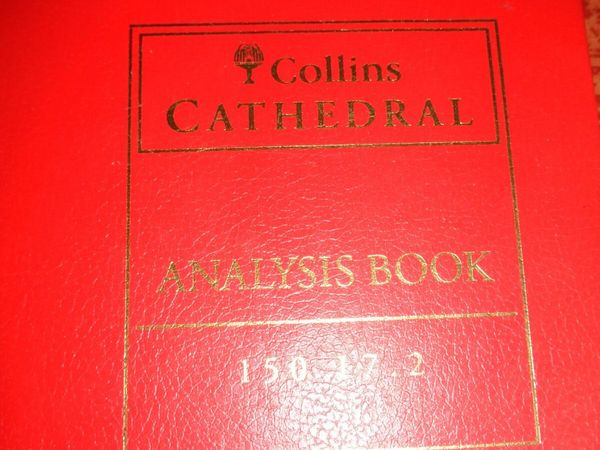 Collins
CATHEDRAL
ANALYSIS BOOK
150 17.2